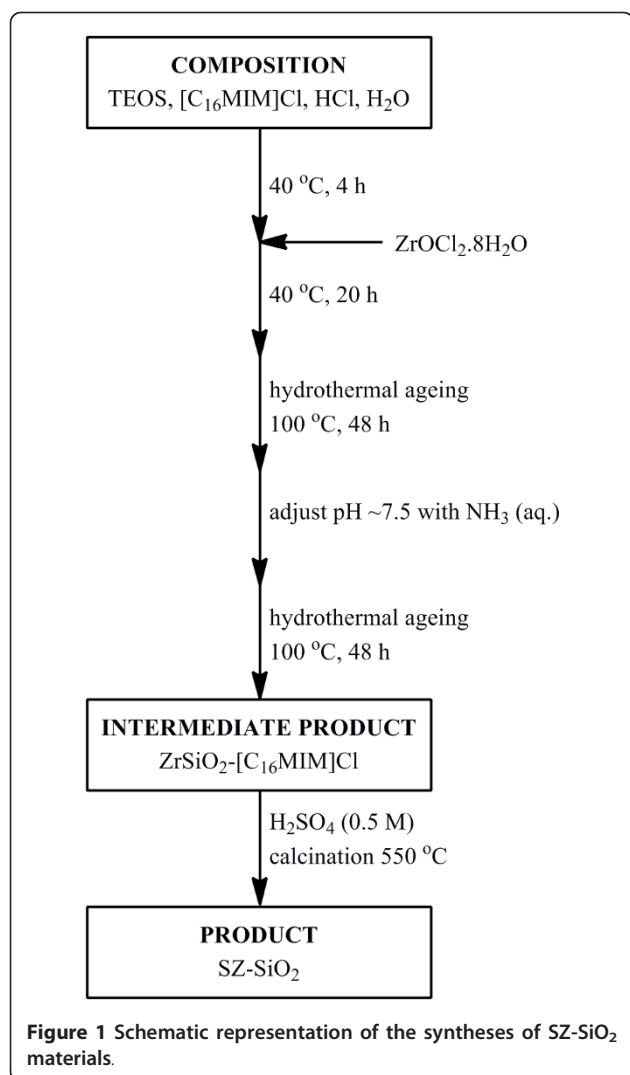 COMPOSITION
TEOS, [C₁₆MIM]Cl, HCl, H₂O
40 °C, 4 h
ZrOCl₂.8H₂O
40 °C, 20 h
hydrothermal ageing
100 °C, 48 h
adjust pH ~7.5 with NH₃ (aq.)
hydrothermal ageing
100 °C, 48 h
INTERMEDIATE PRODUCT
ZrSiO₂-[C₁₆MIM]Cl
H₂SO₄ (0.5 M)
calcination 550 °C
PRODUCT
SZ-SiO₂
Figure 1 Schematic representation of the syntheses of SZ-SiO₂
materials.